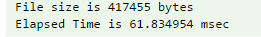 File size is 417455 bytes
Elapsed Time is 61.834954 msec